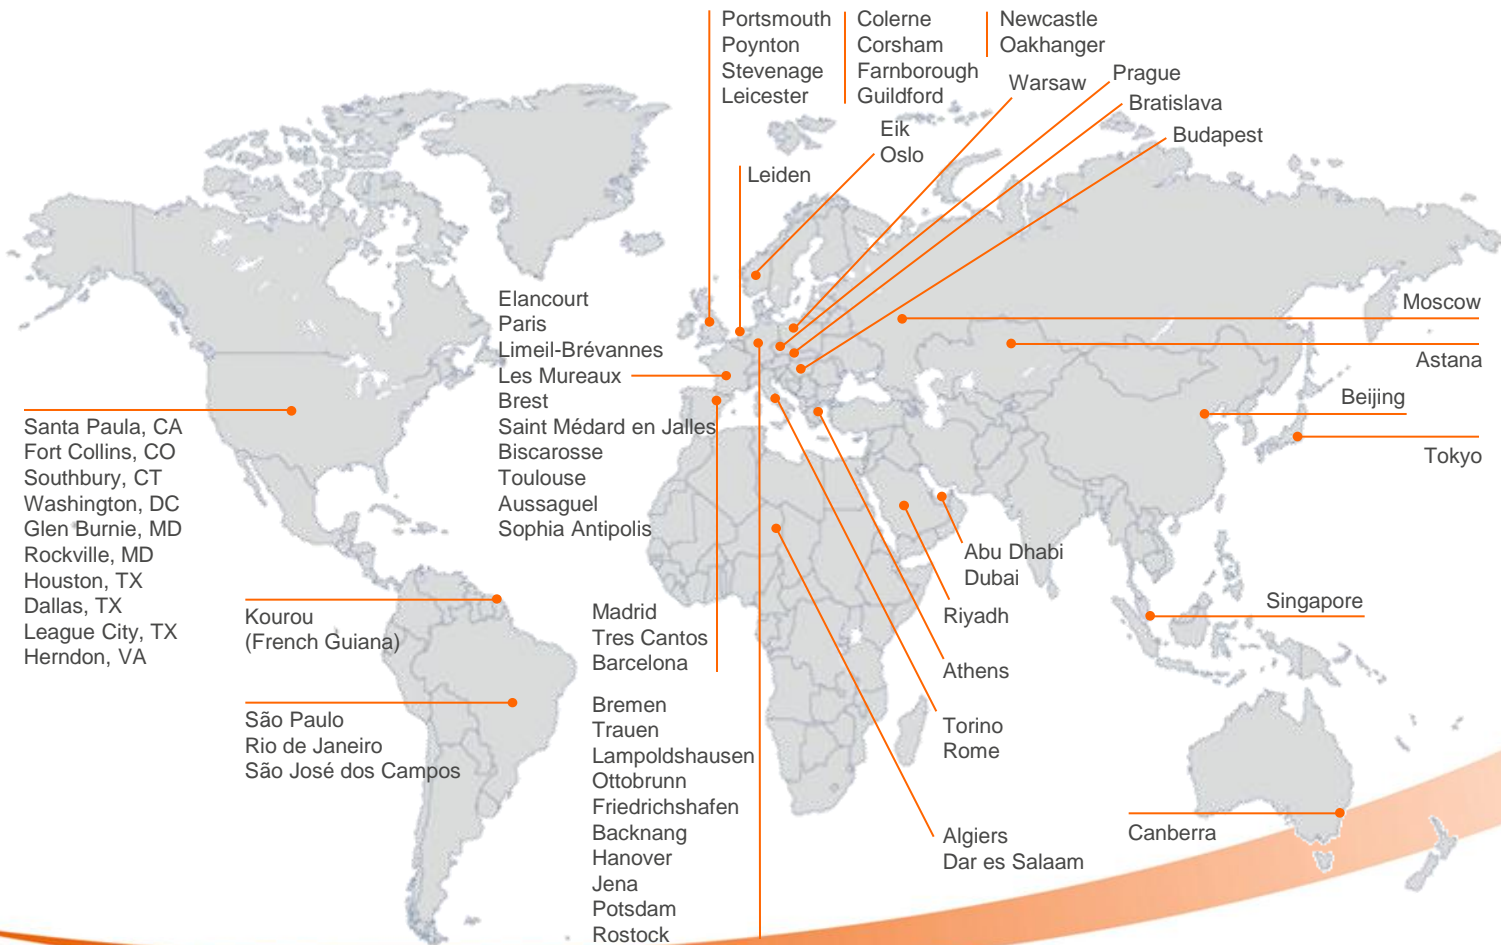 Portsmouth
Poynton
Stevenage
Leicester
Colerne
Corsham
Farnborough
Guildford
Newcastle
Oakhanger
Warsaw
Prague
Bratislava
Budapest
Eik
Oslo
Leiden
Elancourt
Paris
Limeil-Brévannes
Les Mureaux
Brest
Saint Médard en Jalles
Biscarosse
Toulouse
Aussaguel
Sophia Antipolis
Moscow
Astana
Beijing
Tokyo
Santa Paula, CA
Fort Collins, CO
Southbury, CT
Washington, DC
Glen Burnie, MD
Rockville, MD
Houston, TX
Dallas, TX
League City, TX
Herndon, VA
Kourou
(French Guiana)
São Paulo
Rio de Janeiro
São José dos Campos
Madrid
Tres Cantos
Barcelona
Bremen
Trauen
Lampoldshausen
Ottobrunn
Friedrichshafen
Backnang
Hanover
Jena
Potsdam
Rostock
Abu Dhabi
Dubai
Riyadh
Athens
Torino
Rome
Algiers
Dar es Salaam
Singapore
Canberra